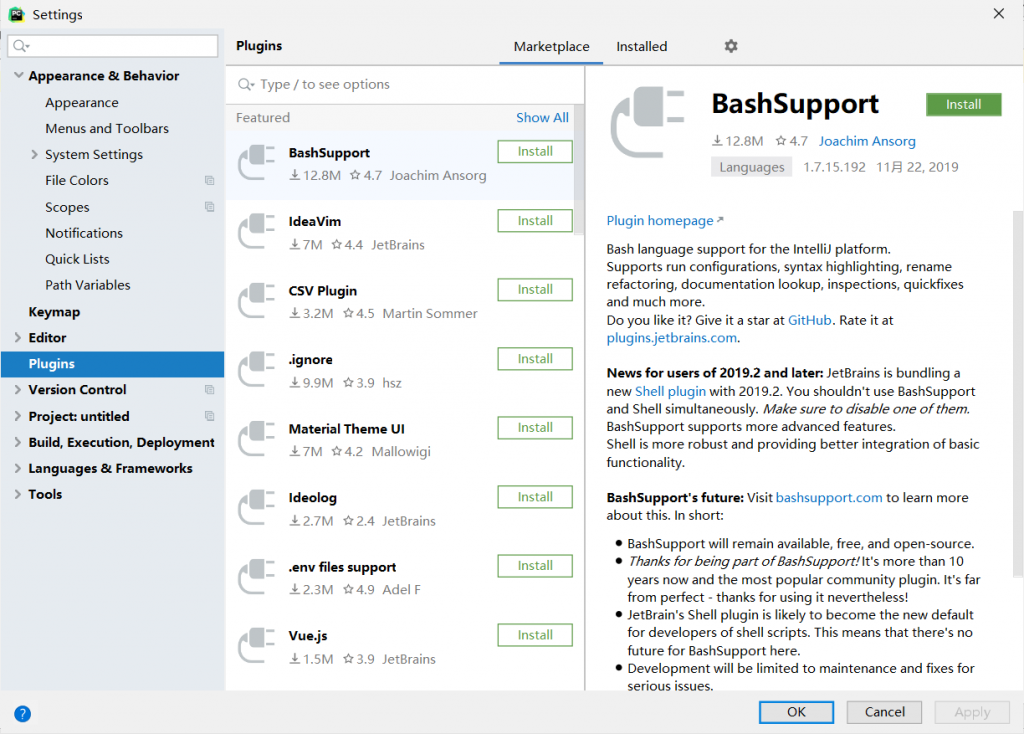 Settings
Appearance & Behavior
Appearance
Menus and Toolbars
System Settings
File Colors
Scopes
Notifications
Quick Lists
Path Variables
Keymap
Editor
Plugins
Version Control
Project: untitled
Build, Execution, Deployment
Languages & Frameworks
Tools
Plugins
Marketplace
Installed
Type / to see options
Featured
Show All
BashSupport
Install
12.8M 4.7 Joachim Ansorg
IdeaVim
Install
7M 4.4 JetBrains
CSV Plugin
Install
3.2M 4.5 Martin Sommer
.ignore
Install
9.9M 3.9 hsz
Material Theme UI
Install
7M 4.2 Mallowigi
Ideolog
Install
2.7M 2.4 JetBrains
.env files support
Install
2.3M 4.9 Adel F
Vue.js
Install
1.5M 3.9 JetBrains
BashSupport
Install
12.8M 4.7 Joachim Ansorg
Languages 1.7.15.192 11月 22, 2019
Plugin homepage
Bash language support for the IntelliJ platform.
Supports run configurations, syntax highlighting, rename
refactoring, documentation lookup, inspections, quickfixes
and much more.
Do you like it? Give it a star at GitHub. Rate it at
plugins.jetbrains.com.
News for users of 2019.2 and later: JetBrains is bundling a
new Shell plugin with 2019.2. You shouldn't use BashSupport
and Shell simultaneously. Make sure to disable one of them.
BashSupport supports more advanced features.
Shell is more robust and providing better integration of basic
functionality.
BashSupport's future: Visit bashsupport.com to learn more
about this. In short:
BashSupport will remain available, free, and open-source.
Thanks for being part of BashSupport! It's more than 10
years now and the most popular community plugin. It's far
from perfect - thanks for using it nevertheless!
JetBrain's Shell plugin is likely to become the new default
for developers of shell scripts. This means that there's no
future for BashSupport here.
Development will be limited to maintenance and fixes for
serious issues.
?
OK
Cancel
Apply